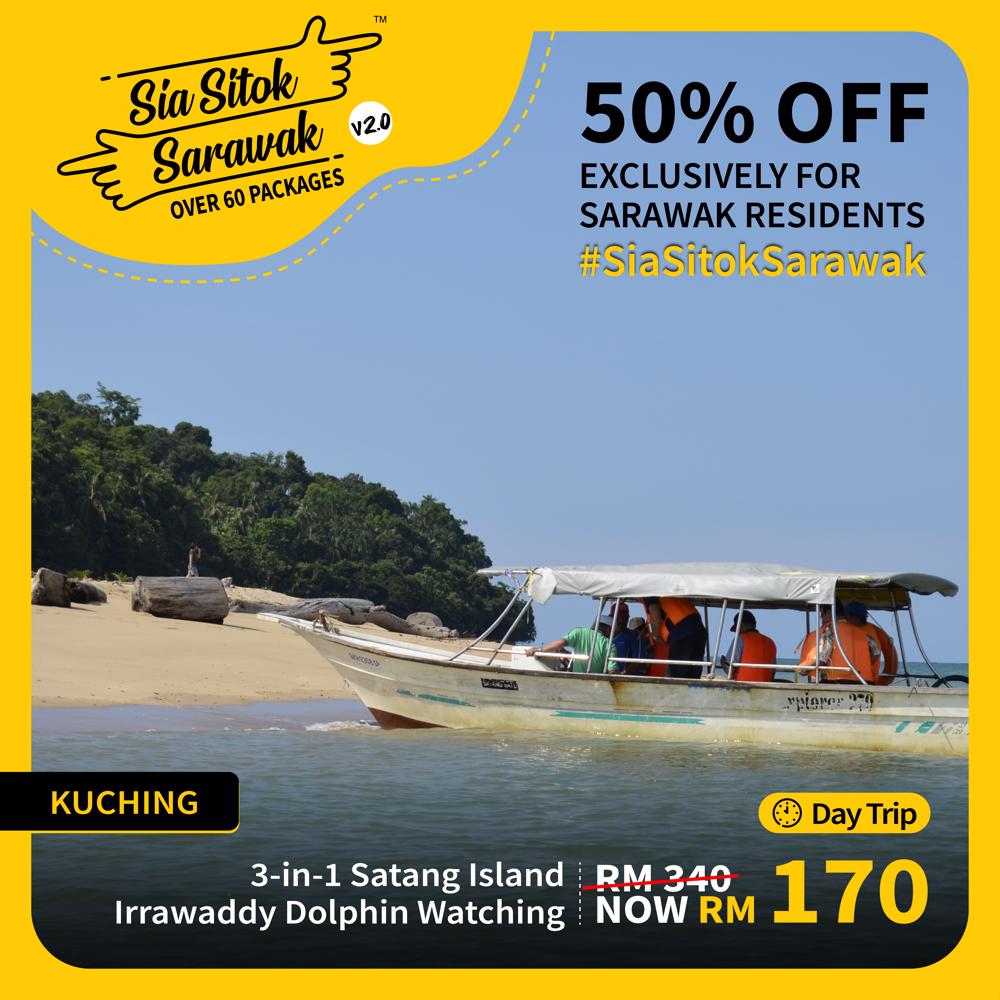 Sia Sitok
Sarawak
TM
v2.0
OVER 60 PACKAGES
50% OFF
EXCLUSIVELY FOR
SARAWAK RESIDENTS
#SiaSitokSarawak
KUCHING
Day Trip
3-in-1 Satang Island
Irrawaddy Dolphin Watching
RM 340
NOW RM 170